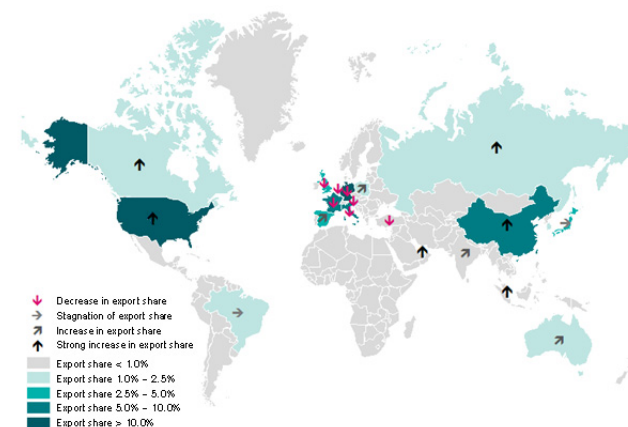 Decrease in export share
Stagnation of export share
Increase in export share
Strong increase in export share
Export share < 1.0%
Export share 1.0% - 2.5%
Export share 2.5% - 5.0%
Export share 5.0% - 10.0%
Export share > 10.0%